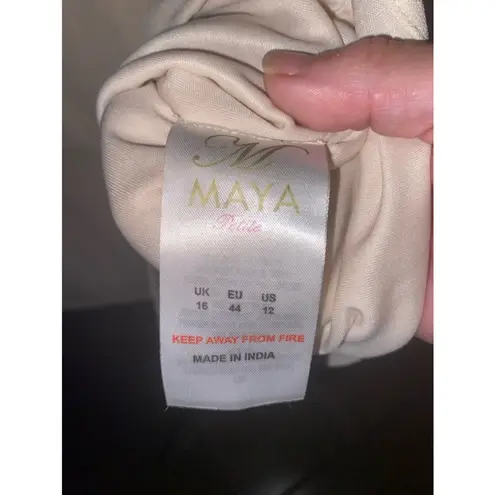 M
MAYA
Petite
UK EU US
16 44 12
KEEP AWAY FROM FIRE
MADE IN INDIA